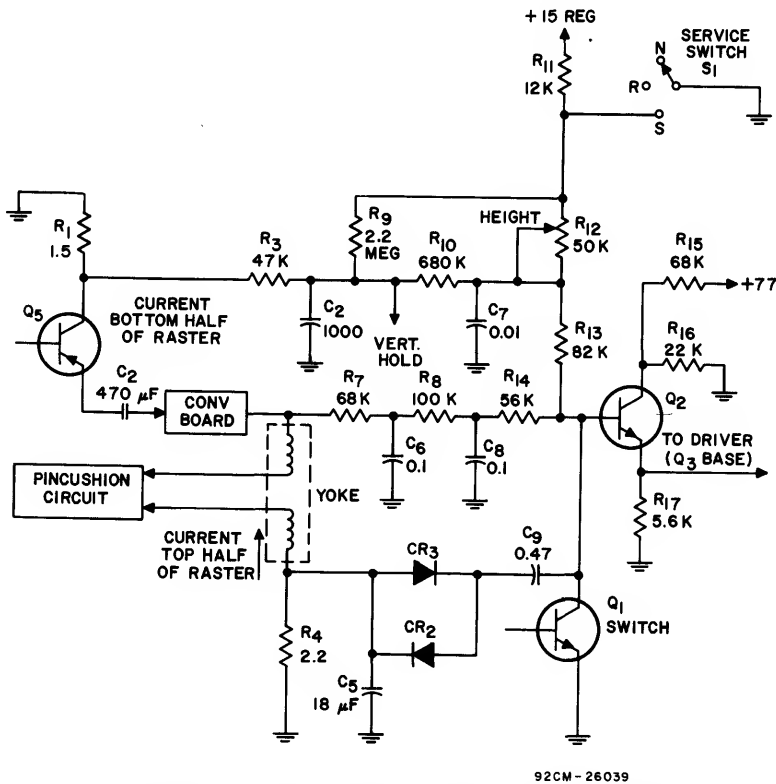 +15 REG
R11
12K
N
R
S
SERVICE
SWITCH
S1
R1
1.5
R3
47K
R9
2.2
MEG
R10
680 K
HEIGHT
R12
50K
R15
68K
+77
Q5
CURRENT
BOTTOM HALF
OF RASTER
C2
1000
VERT.
HOLD
C7
0.01
R13
82K
R16
22 K
C2
470 μF
CONV
BOARD
R7
68K
R8
100 K
R14
56K
Q2
C6
0.1
C8
0.1
TO DRIVER
(Q3 BASE)
PINCUSHION
CIRCUIT
YOKE
R17
5.6 K
CURRENT
TOP HALF
OF RASTER
CR3
C9
0.47
Q1
SWITCH
R4
2.2
CR2
C5
18 μF
92CM-26039